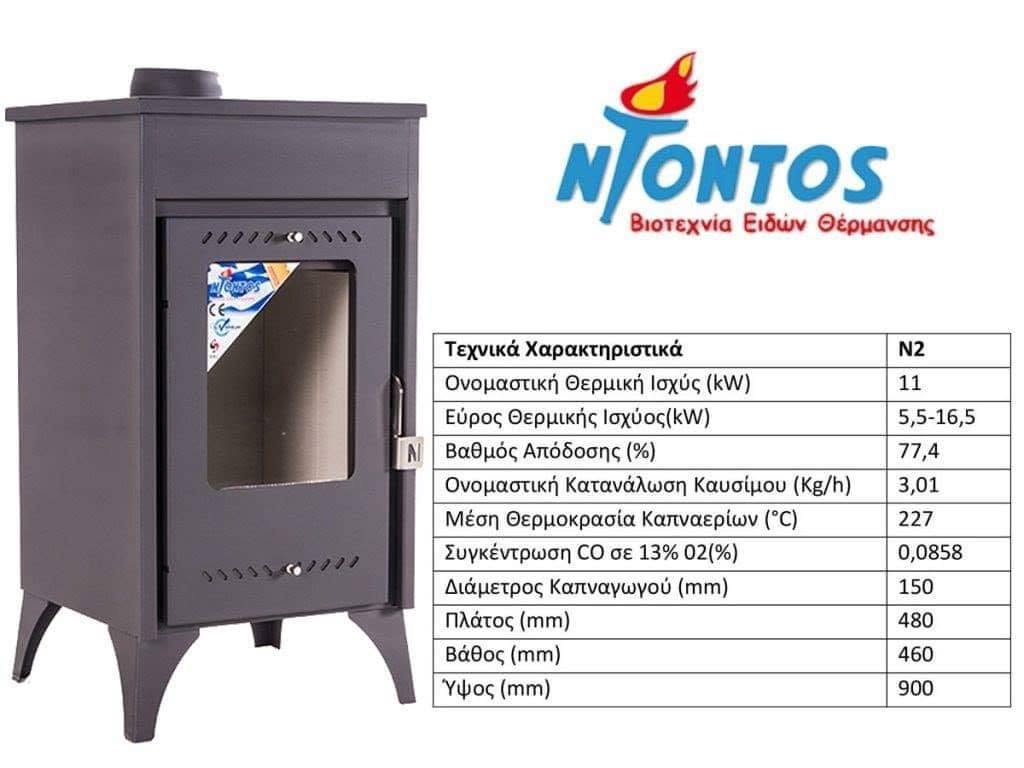 NTONTOS
Βιοτεχνία Ειδών Θέρμανσης
NTONTOS
CE
N
Τεχνικά Χαρακτηριστικά N2
Ονομαστική Θερμική Ισχύς (kW) 11
Εύρος Θερμικής Ισχύος(kW) 5,5-16,5
Βαθμός Απόδοσης (%) 77,4
Ονομαστική Κατανάλωση Καυσίμου (Kg/h) 3,01
Μέση Θερμοκρασία Καπναερίων (°C) 227
Συγκέντρωση CO σε 13% 02(%) 0,0858
Διάμετρος Καπναγωγού (mm) 150
Πλάτος (mm) 480
Βάθος (mm) 460
Ύψος (mm) 900